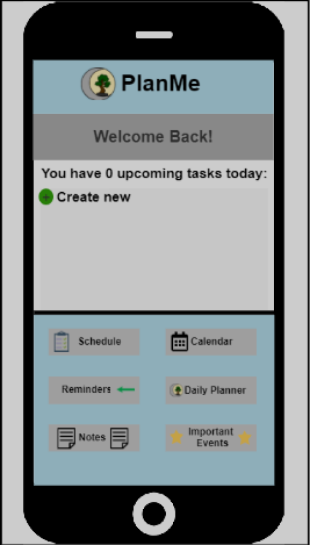 PlanMe
Welcome Back!
You have 0 upcoming tasks today:
Create new
Schedule
Calendar
Reminders
Daily Planner
Notes
Important
Events